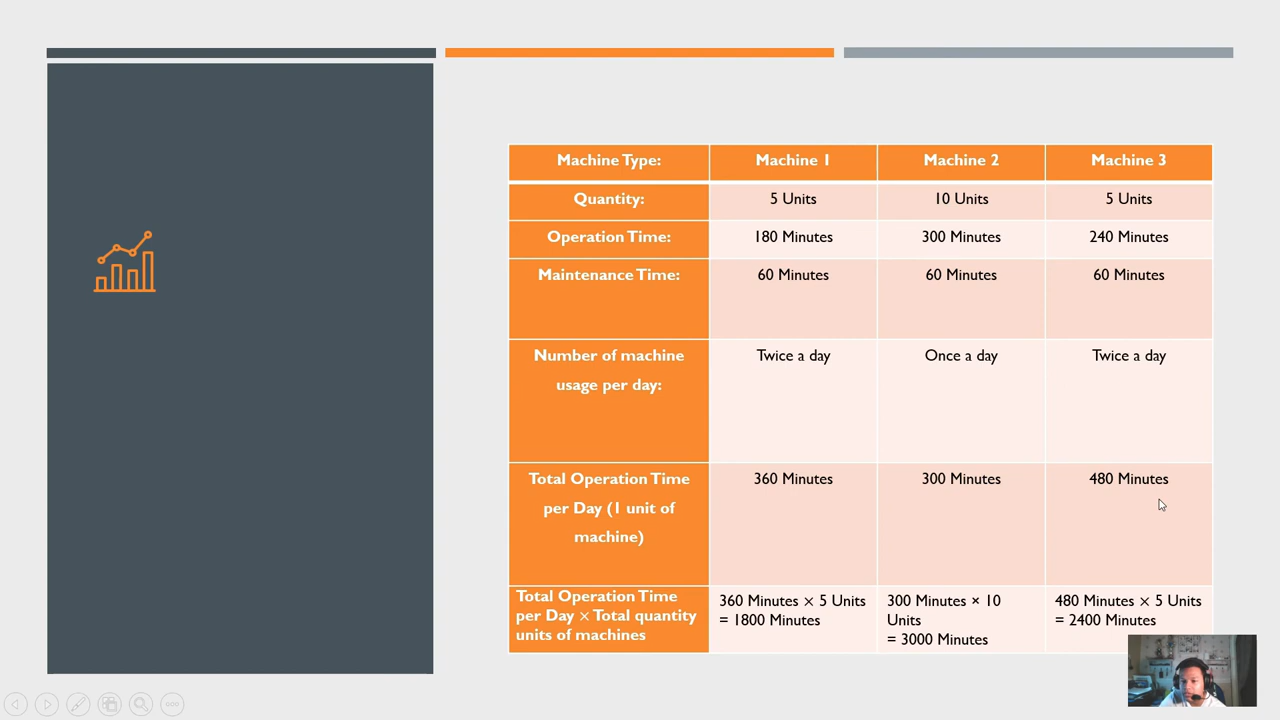 Machine Type: Machine 1 Machine 2 Machine 3
Quantity: 5 Units 10 Units 5 Units
Operation Time: 180 Minutes 300 Minutes 240 Minutes
Maintenance Time: 60 Minutes 60 Minutes 60 Minutes
Number of machine Twice a day Once a day Twice a day
usage per day:
Total Operation Time 360 Minutes 300 Minutes 480 Minutes
per Day (1 unit of
machine)
Total Operation Time
per Day × Total quantity
units of machines
360 Minutes × 5 Units
= 1800 Minutes
300 Minutes × 10
Units
= 3000 Minutes
480 Minutes × 5 Units
= 2400 Minutes